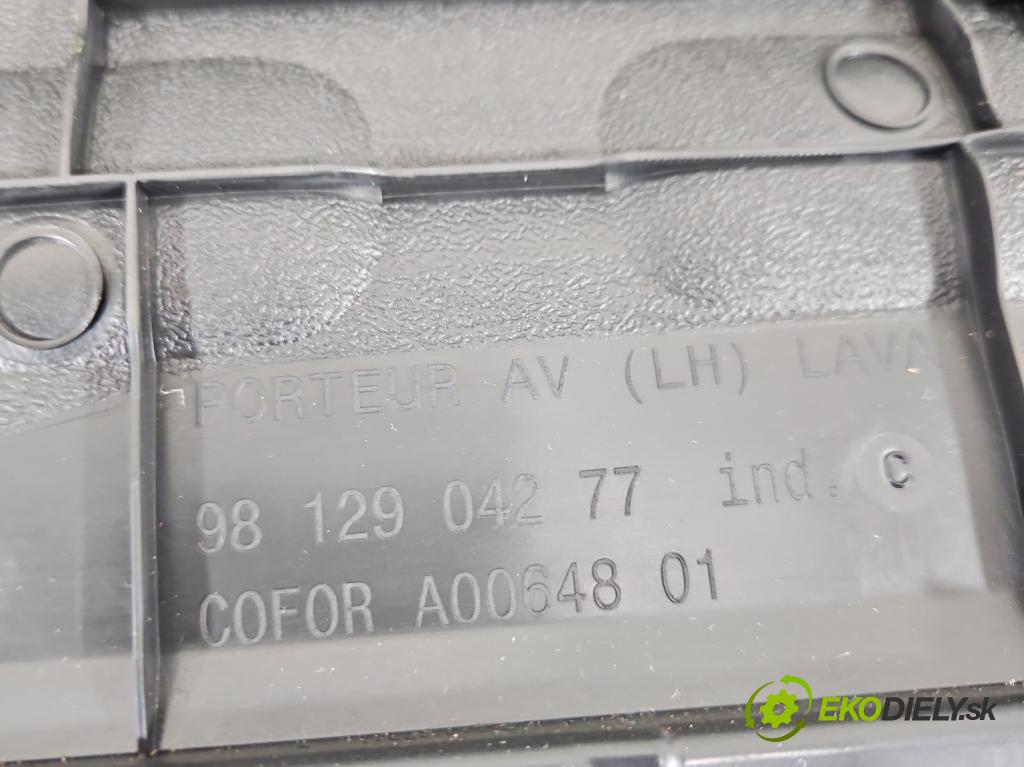 PORTEUR AV (LH) LAVA
98 129 042 77 ind. C
COFOR A00648 01
EKODIELY.sk